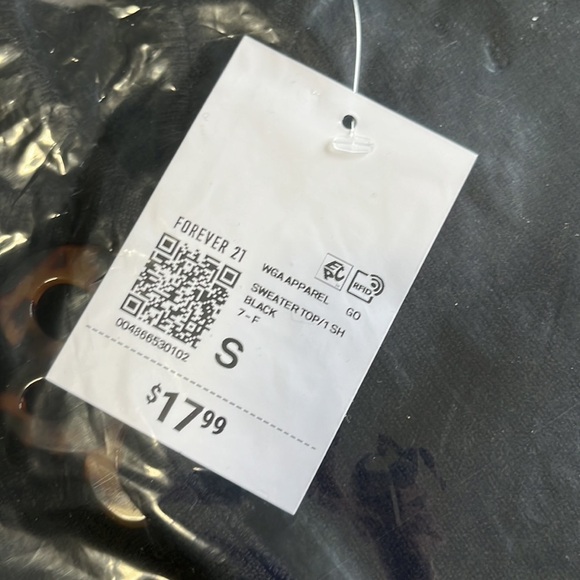 FOREVER 21
WGA APPAREL GO
SWEATER TOP/1 SH
BLACK
7 - F
004866530102
S
RFID
$17.99